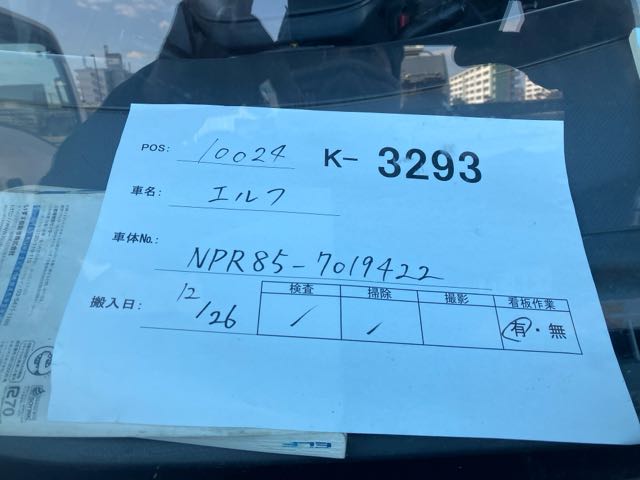 POS: 10024 K- 3293
車名: エルフ
車体No.: NPR85-7019422
搬入日: 12/26
検査 掃除 撮影 看板作業
/ / 有・無
R70